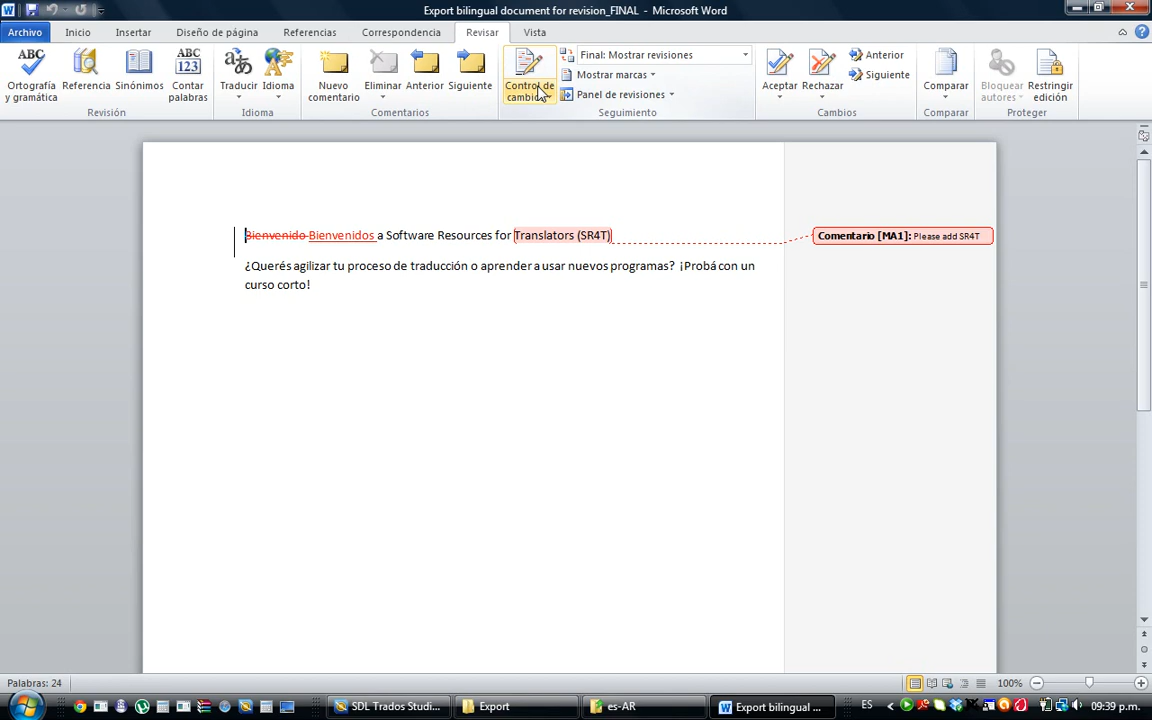 Export bilingual document for revision_FINAL - Microsoft Word
Archivo Inicio Insertar Diseño de página Referencias Correspondencia Revisar Vista
Ortografía y gramática
Referencia
Sinónimos
ABC 123
Contar palabras
Revisión
Traducir
Idioma
Idioma
Nuevo comentario
Eliminar
Anterior
Siguiente
Comentarios
Control de
Final: Mostrar revisiones
Mostrar marcas
Panel de revisiones
Seguimiento
Aceptar
Rechazar
Anterior
Siguiente
Cambios
Comparar
Comparar
Bloquear autores
Restringir edición
Proteger
Bienvenido Bienvenidos a Software Resources for Translators (SR4T)
Comentario [MA1]: Please add SR4T
¿Querés agilizar tu proceso de traducción o aprender a usar nuevos programas? ¡Probá con un
curso corto!
Palabras: 24
100%
SDL Trados Studi...
Export
es-AR
Export bilingual ...
ES
09:39 p.m.